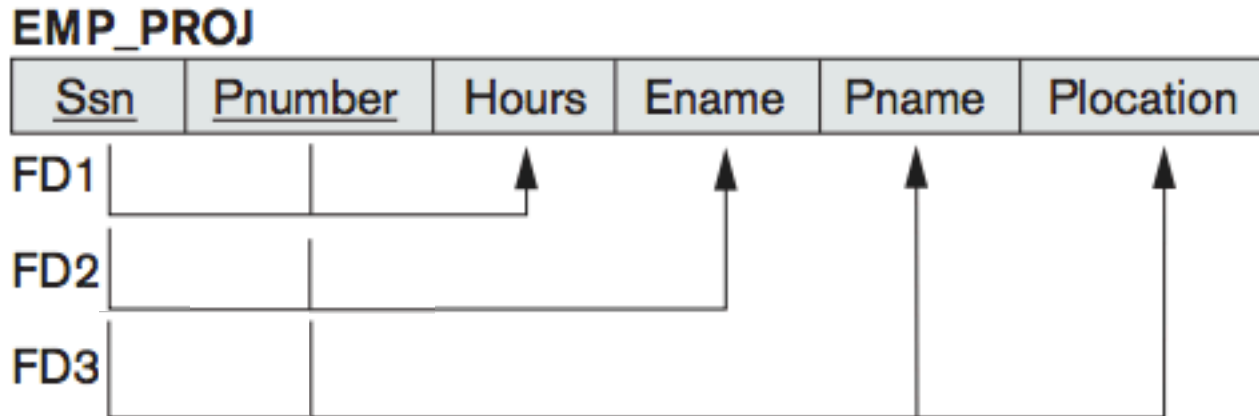 EMP_PROJ
Ssn Pnumber Hours Ename Pname Plocation
FD1
FD2
FD3